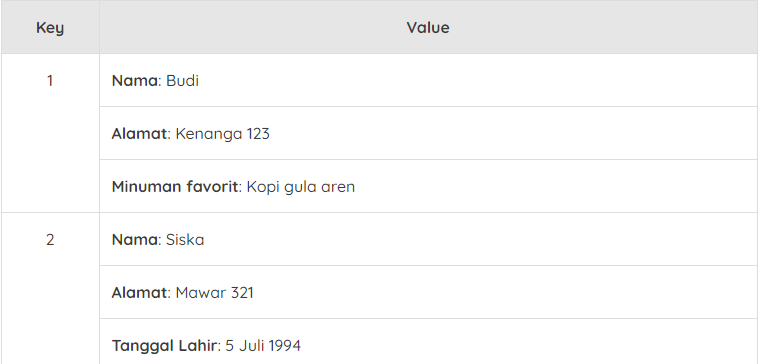 Key Value
1 Nama: Budi
Alamat: Kenanga 123
Minuman favorit: Kopi gula aren
2 Nama: Siska
Alamat: Mawar 321
Tanggal Lahir: 5 Juli 1994